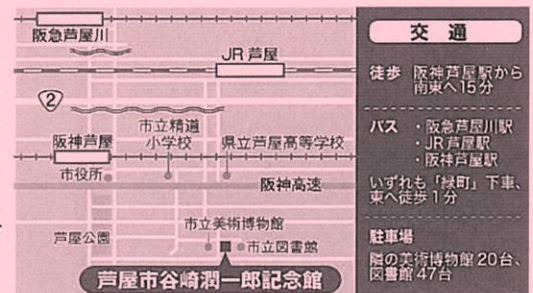 阪急芦屋川
JR 芦屋
2
阪神芦屋
市立精道
小学校
県立芦屋高等学校
市役所
阪神高速
芦屋公園
市立美術博物館
市立図書館
芦屋市谷崎潤一郎記念館
交 通
徒歩 阪神芦屋駅から
南東へ15分
バス ・阪急芦屋川駅
・JR芦屋駅
・阪神芦屋駅
いずれも「緑町」下車、
東へ徒歩1分
駐車場
隣の美術博物館20台、
図書館47台